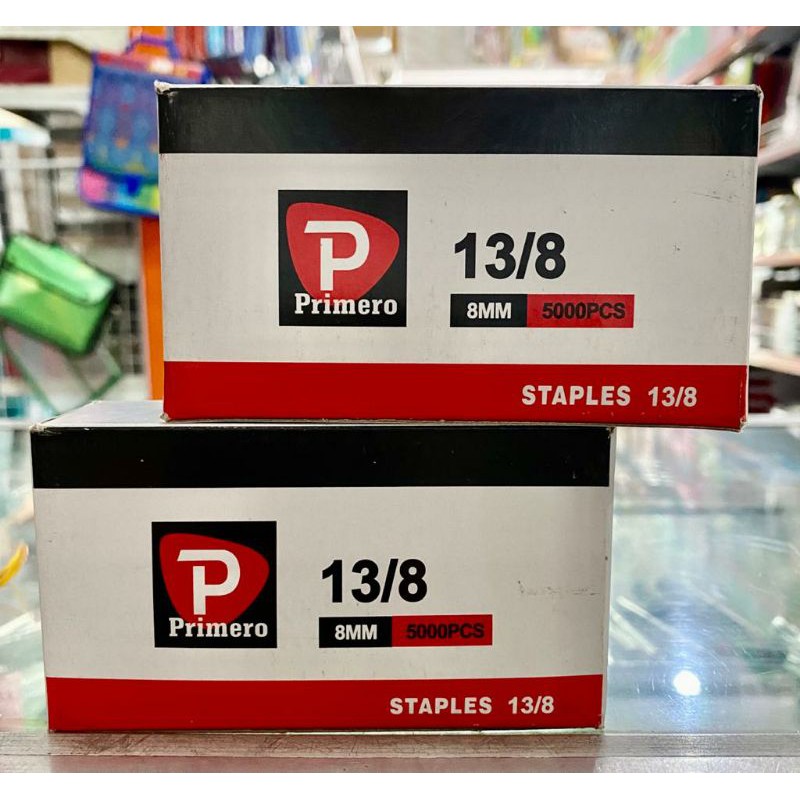 P
Primero
13/8
8MM 5000PCS
STAPLES 13/8
P
Primero
13/8
8MM 5000PCS
STAPLES 13/8